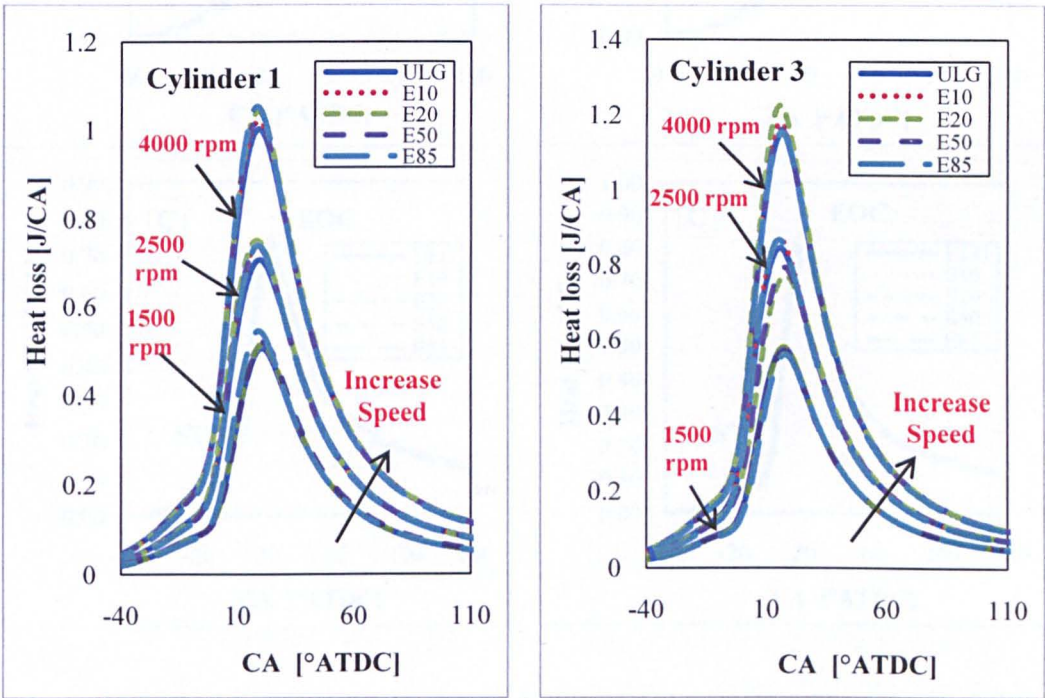 Cylinder 1
ULG
E10
E20
E50
E85
4000 rpm
2500
rpm
1500
rpm
Increase
Speed
Heat loss [J/CA]
1.2
1
0.8
0.6
0.4
0.2
0
-40
10
60
110
CA [°ATDC]
Cylinder 3
ULG
E10
E20
E50
E85
4000 rpm
2500 rpm
1500
rpm
Increase
Speed
Heat loss [J/CA]
1.4
1.2
1
0.8
0.6
0.4
0.2
0
-40
10
60
110
CA [°ATDC]